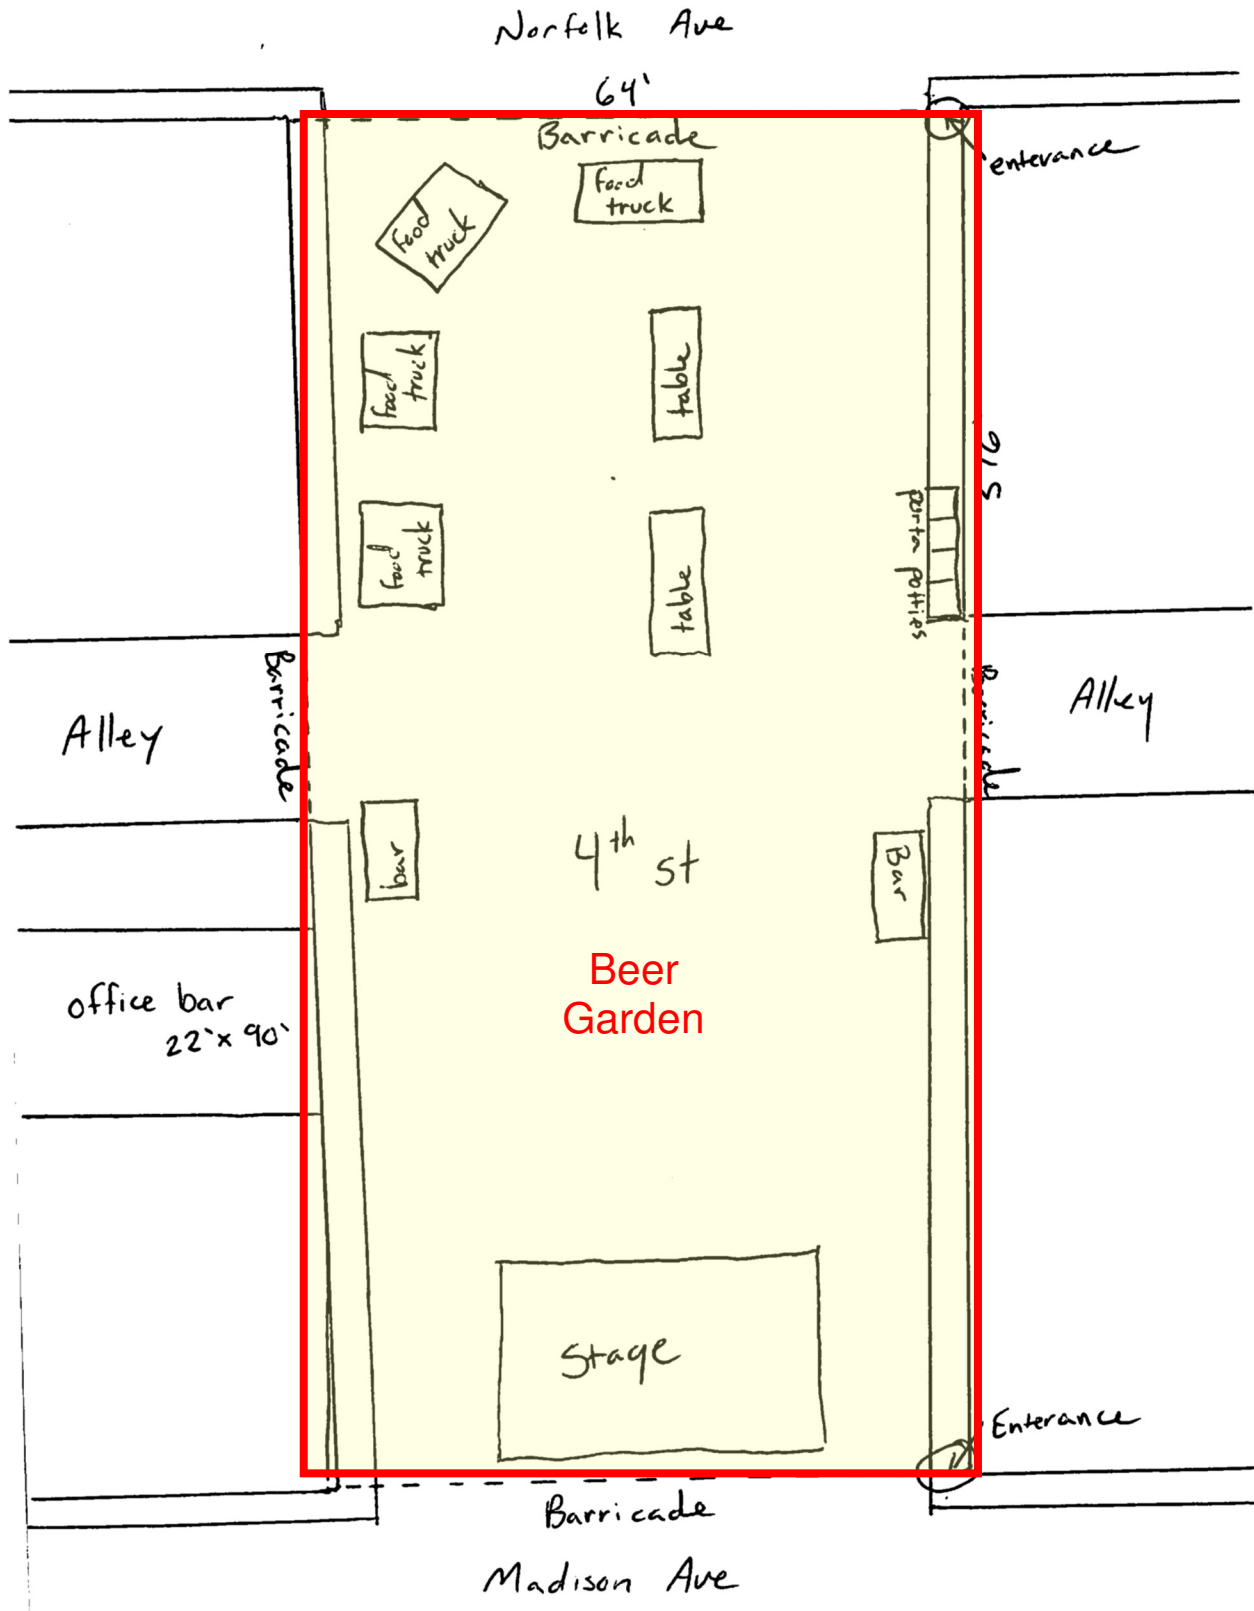 Norfolk Ave
64'
Barricade
enterance
food
truck
food
truck
food
truck
table
316'
porta potties
food
truck
table
Barricade
Barricade
Alley
Alley
bar
4th st
Bar
Beer
Garden
office bar
22'x 90'
Stage
Enterance
Barricade
Madison Ave